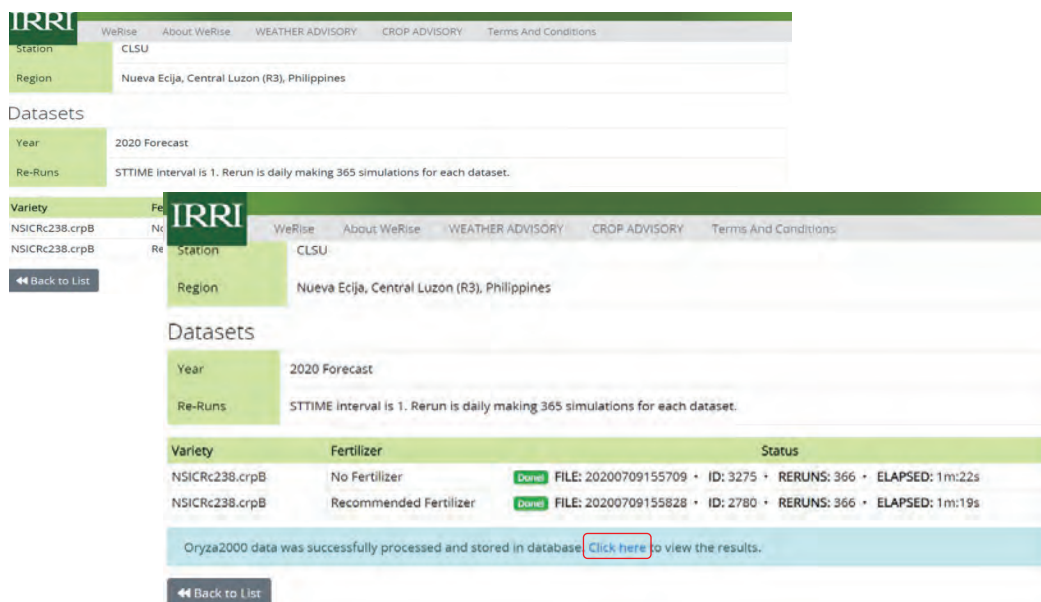 IRRI
WeRise About WeRise WEATHER ADVISORY CROP ADVISORY Terms And Conditions
Station CLSU
Region Nueva Ecija, Central Luzon (R3), Philippines
Datasets
Year 2020 Forecast
Re-Runs STTIME interval is 1. Rerun is daily making 365 simulations for each dataset.
Variety Fe
NSICRc238.crpB No
NSICRc238.crpB Re
Back to List
IRRI
WeRise About WeRise WEATHER ADVISORY CROP ADVISORY Terms And Conditions
Station CLSU
Region Nueva Ecija, Central Luzon (R3), Philippines
Datasets
Year 2020 Forecast
Re-Runs STTIME interval is 1. Rerun is daily making 365 simulations for each dataset.
Variety Fertilizer Status
NSICRc238.crpB No Fertilizer Done! FILE: 20200709155709 • ID: 3275 • RERUNS: 366 • ELAPSED: 1m:22s
NSICRc238.crpB Recommended Fertilizer Done! FILE: 20200709155828 • ID: 2780 • RERUNS: 366 • ELAPSED: 1m:19s
Oryza2000 data was successfully processed and stored in database. Click here to view the results.
Back to List